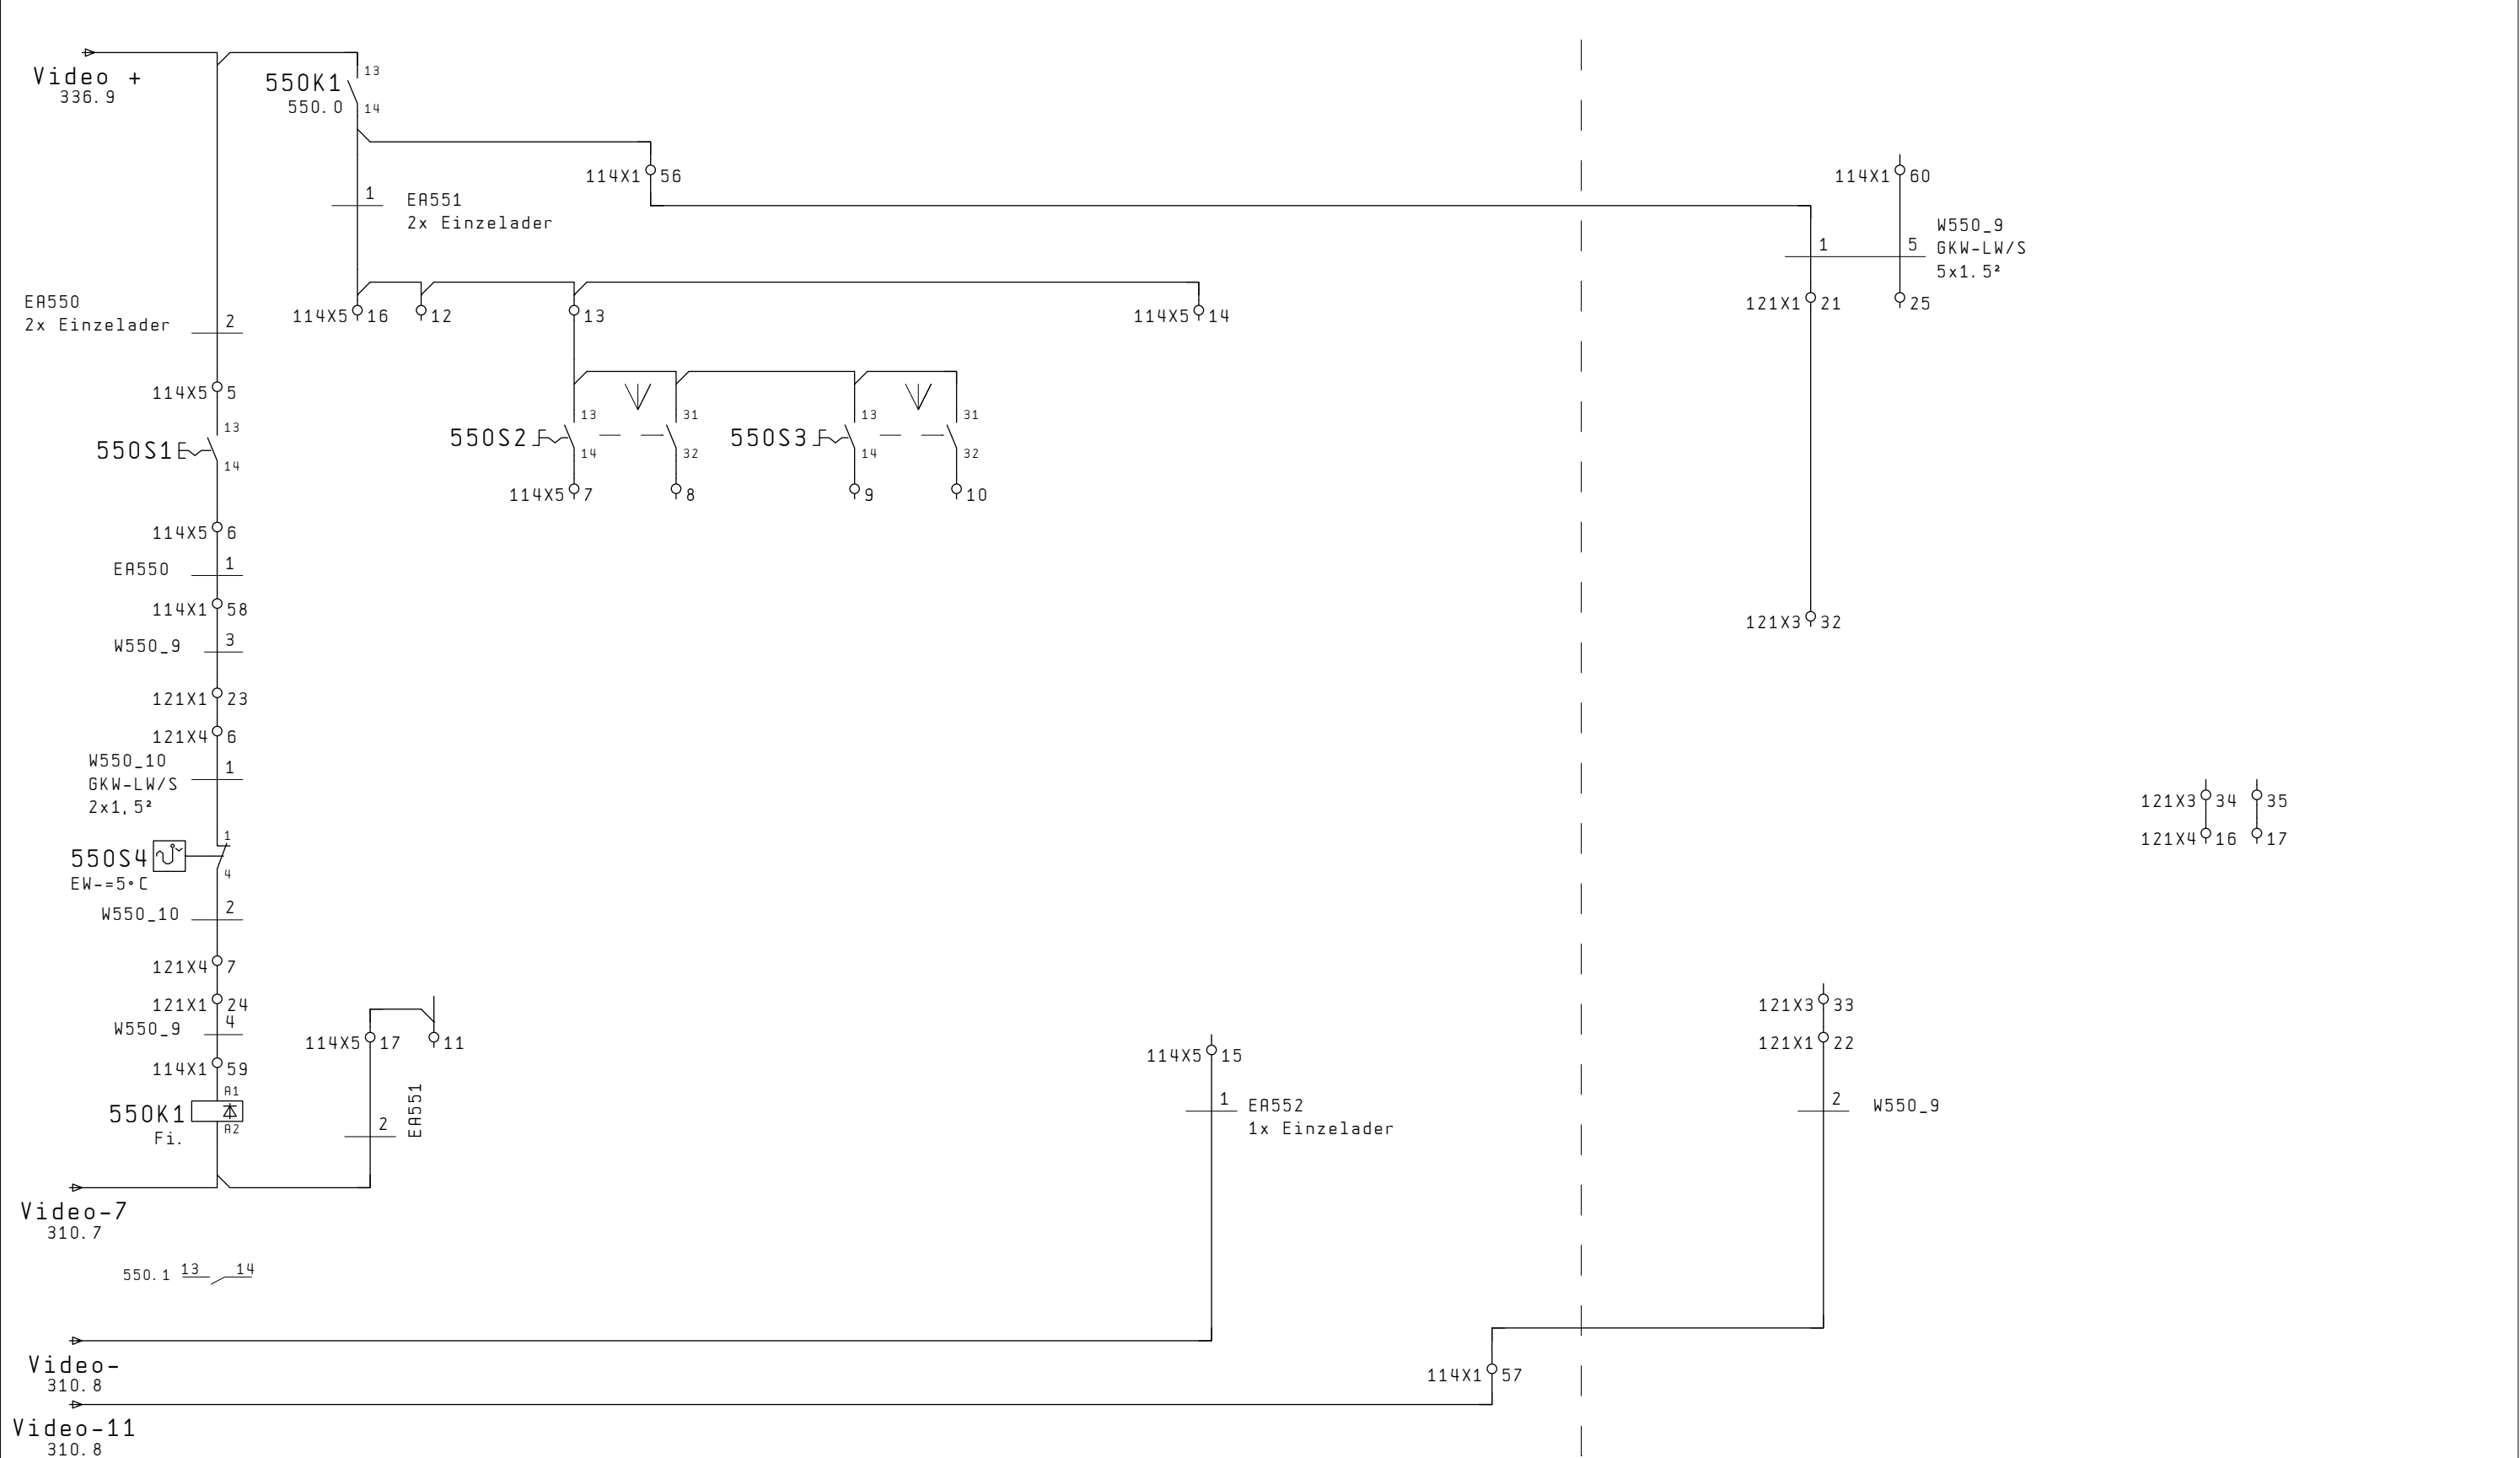 Video +
336.9
550K1
550.0
13
14
114X1 56
114X1 60
1
EA551
2x Einzelader
W550_9
GKW-LW/S
5x1.5²
1
5
EA550
2x Einzelader
2
114X5 16
12
13
114X5 14
121X1 21
25
114X5 5
550S1
13
14
550S2
13
14
31
32
550S3
13
14
31
32
114X5 7
8
9
10
114X5 6
EA550
1
114X1 58
W550_9
3
121X3 32
121X1 23
121X4 6
W550_10
GKW-LW/S
2x1,5²
1
121X3 34
35
121X4 16
17
550S4
EW-=5°C
1
4
W550_10
2
121X4 7
121X1 24
W550_9
4
114X1 59
114X5 17
11
114X5 15
121X3 33
121X1 22
550K1
Fi.
A1
A2
2
EA551
1
EA552
1x Einzelader
2
W550_9
Video-7
310.7
550.1
13
14
Video-
310.8
114X1 57
Video-11
310.8